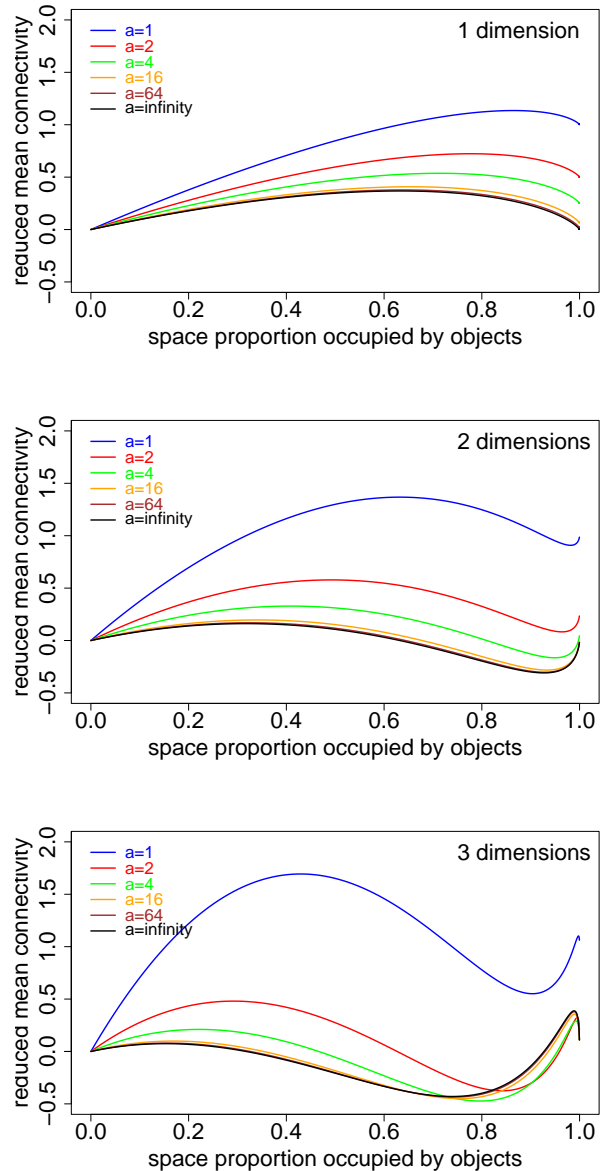 1 dimension
a=1
a=2
a=4
a=16
a=64
a=infinity
reduced mean connectivity
2.0
1.5
1.0
0.5
0.0
−0.5
0.0 0.2 0.4 0.6 0.8 1.0
space proportion occupied by objects
2 dimensions
a=1
a=2
a=4
a=16
a=64
a=infinity
reduced mean connectivity
2.0
1.5
1.0
0.5
0.0
−0.5
0.0 0.2 0.4 0.6 0.8 1.0
space proportion occupied by objects
3 dimensions
a=1
a=2
a=4
a=16
a=64
a=infinity
reduced mean connectivity
2.0
1.5
1.0
0.5
0.0
−0.5
0.0 0.2 0.4 0.6 0.8 1.0
space proportion occupied by objects